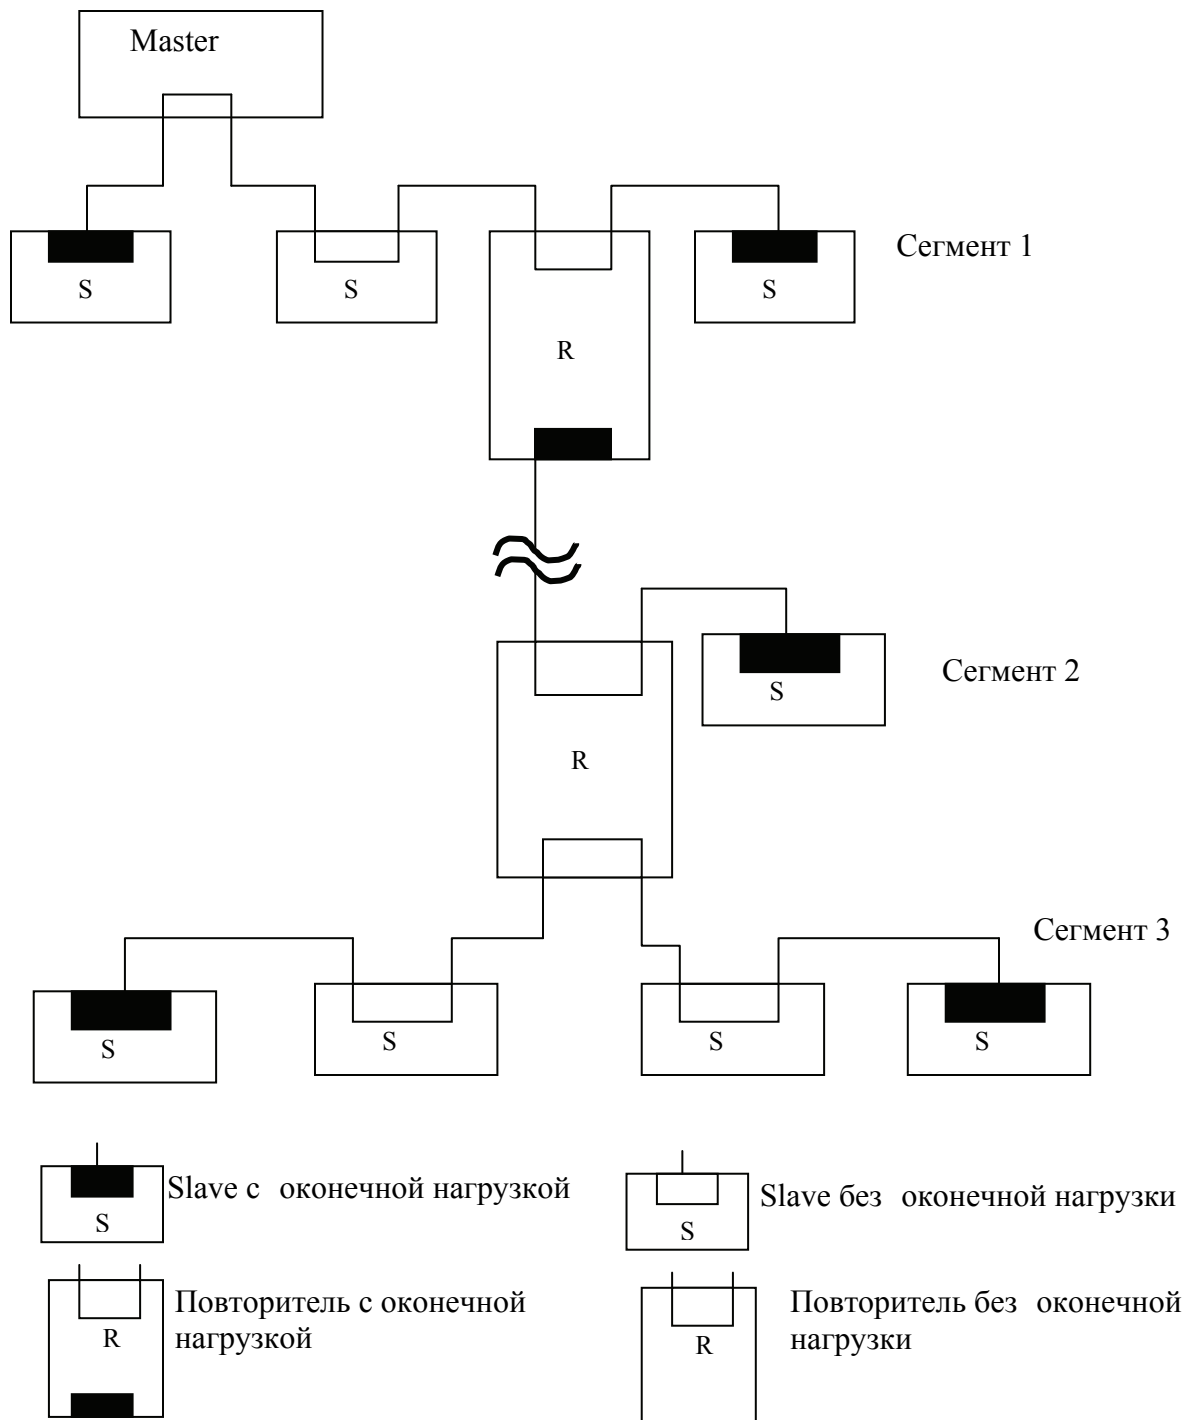 Master
S
S
S
Сегмент 1
R
Сегмент 2
S
R
Сегмент 3
S
S
S
S
Slave с оконечной нагрузкой
S
Slave без оконечной нагрузки
S
Повторитель с оконечной
нагрузкой
R
Повторитель без оконечной
нагрузки
R